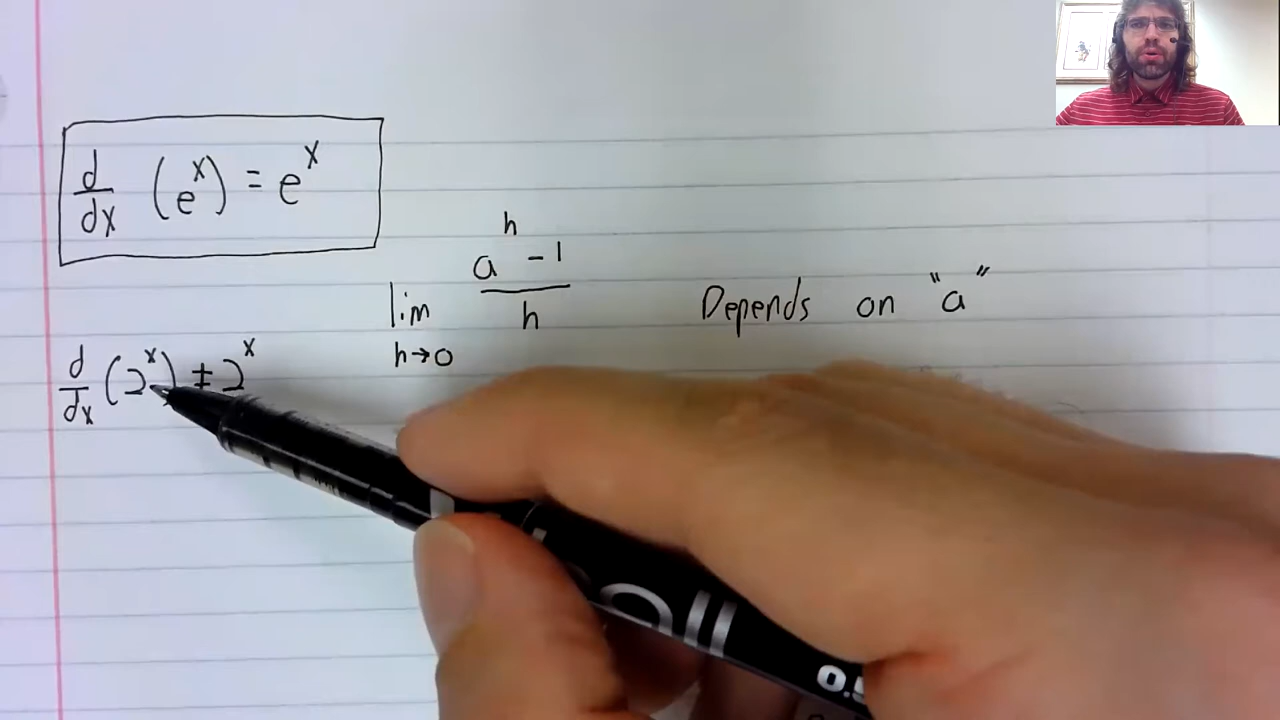 d/dx (e^x) = e^x
lim h→0 (a^h - 1)/h Depends on "a"
d/dx (2^x) ≠ 2^x